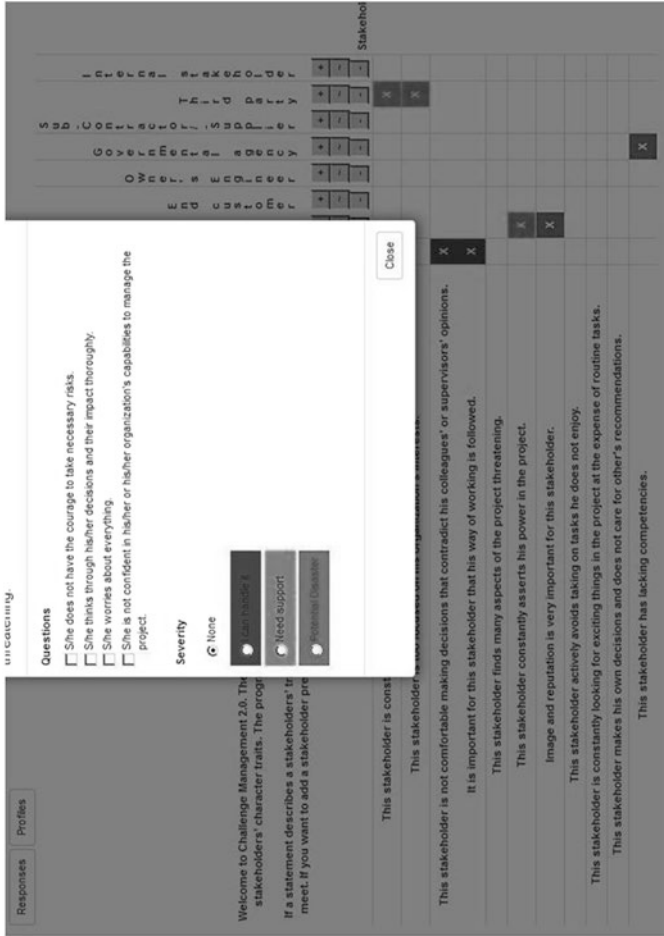 Responses
Profiles
Welcome to Challenge Management 2.0. The
stakeholders' character traits. The progr
If a statement describes a stakeholders' tr
meet. If you want to add a stakeholder pre
threatening.
Questions
S/he does not have the courage to take necessary risks.
S/he thinks through his/her decisions and their impact thoroughly.
S/he worries about everything.
S/he is not confident in his/her or his/her organization's capabilities to manage the
project.
Severity
None
I can handle it
Need support
Potential Disaster
Close
End customer
Owner's Engineer
Governmental agency
Sub-Contractor/Supplier
Third party
Internal stakeholder
+ + + + + +
~ ~ ~ ~ ~ ~
- - - - - -
Stakehol
This stakeholder is const
X
This stakeholder is too focused on his organization's interests.
X
This stakeholder is not comfortable making decisions that contradict his colleagues' or supervisors' opinions.
X
It is important for this stakeholder that his way of working is followed.
X
This stakeholder finds many aspects of the project threatening.
This stakeholder constantly asserts his power in the project.
X
Image and reputation is very important for this stakeholder.
X
This stakeholder actively avoids taking on tasks he does not enjoy.
This stakeholder is constantly looking for exciting things in the project at the expense of routine tasks.
This stakeholder makes his own decisions and does not care for other's recommendations.
This stakeholder has lacking competencies.
X